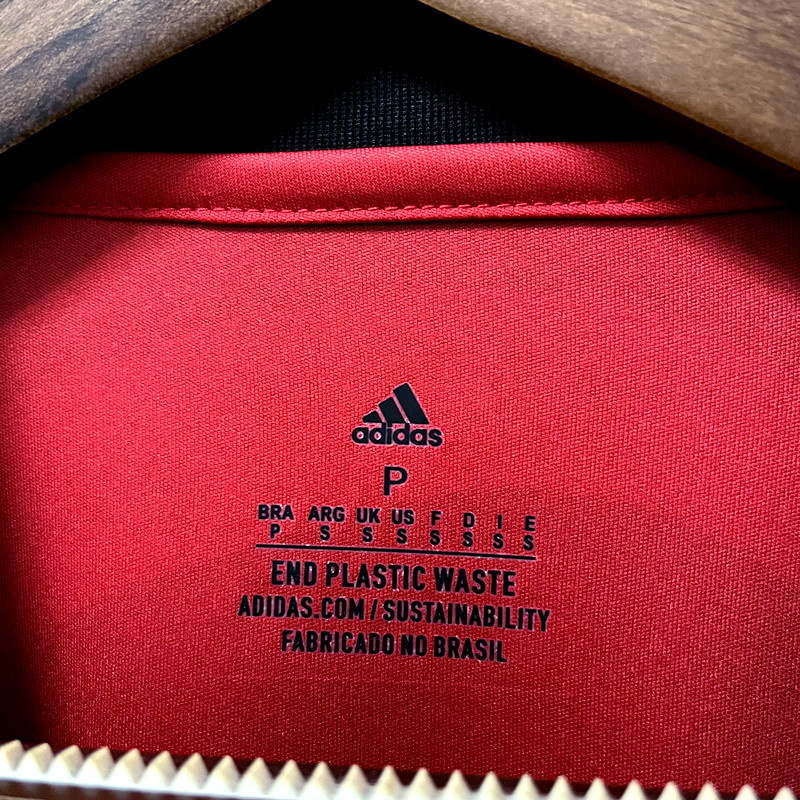 adidas
P
BRA ARG UK US F D I E
P S S S S S S S
END PLASTIC WASTE
ADIDAS.COM/SUSTAINABILITY
FABRICADO NO BRASIL